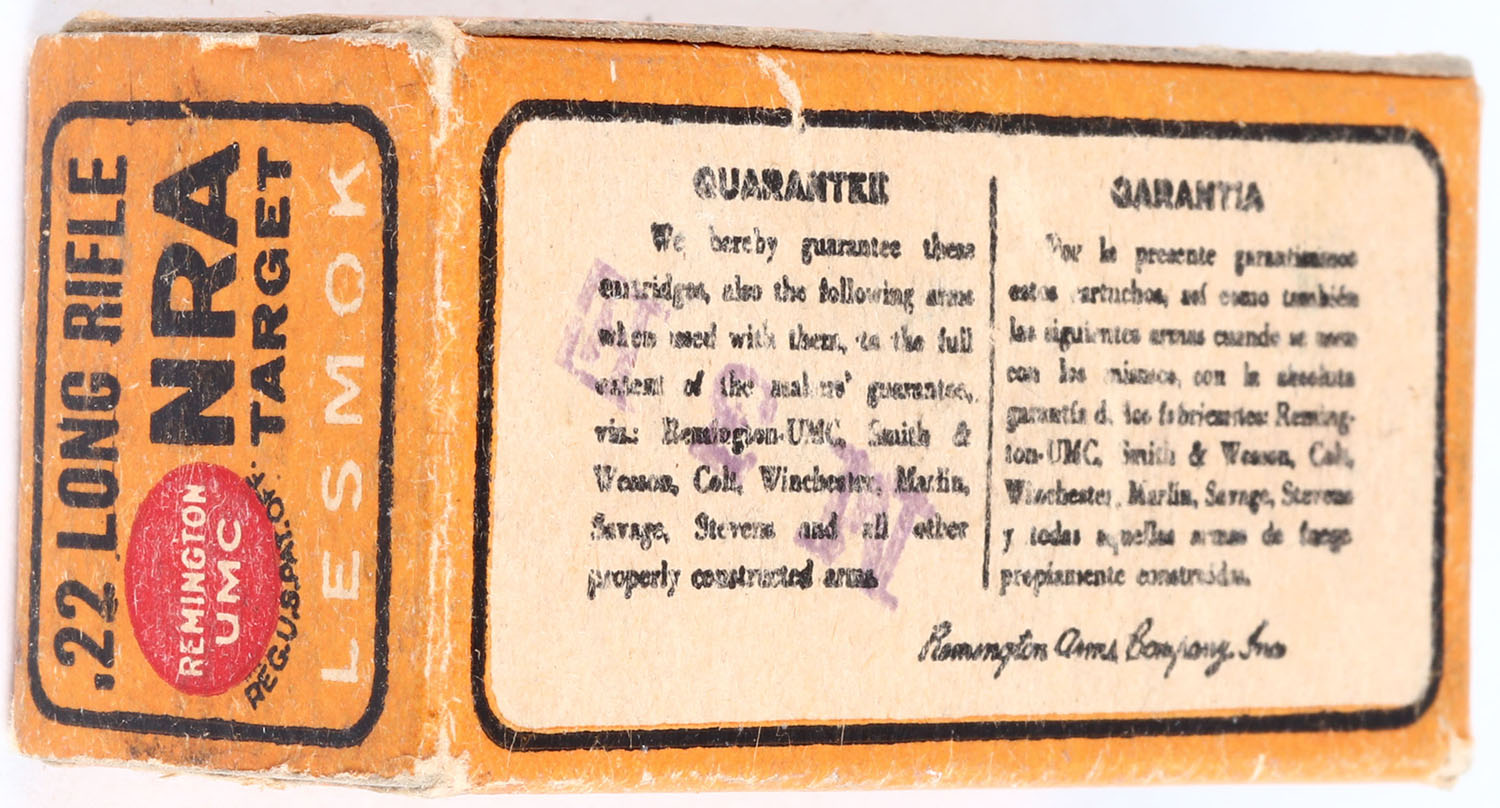 .22 LONG RIFLE
NRA
TARGET
REMINGTON
UMC
REG.U.S.PAT.OFF.
LESMOK
GUARANTEE
We hereby guarantee these
cartridges, also the following arms
when used with them, to the full
extent of the makers' guarantee,
viz.: Remington-UMC, Smith &
Wesson, Colt, Winchester, Marlin,
Savage, Stevens and all other
properly constructed arms
GARANTIA
Por la presente garantizamos
estos cartuchos, así como también
las siguientes armas cuando se usen
con los mismos, con la absoluta
garantía de los fabricantes: Reming-
ton-UMC, Smith & Wesson, Colt,
Winchester, Marlin, Savage, Stevens
y todas aquellas armas de fuego
propiamente construídas.
Remington Arms Company, Inc